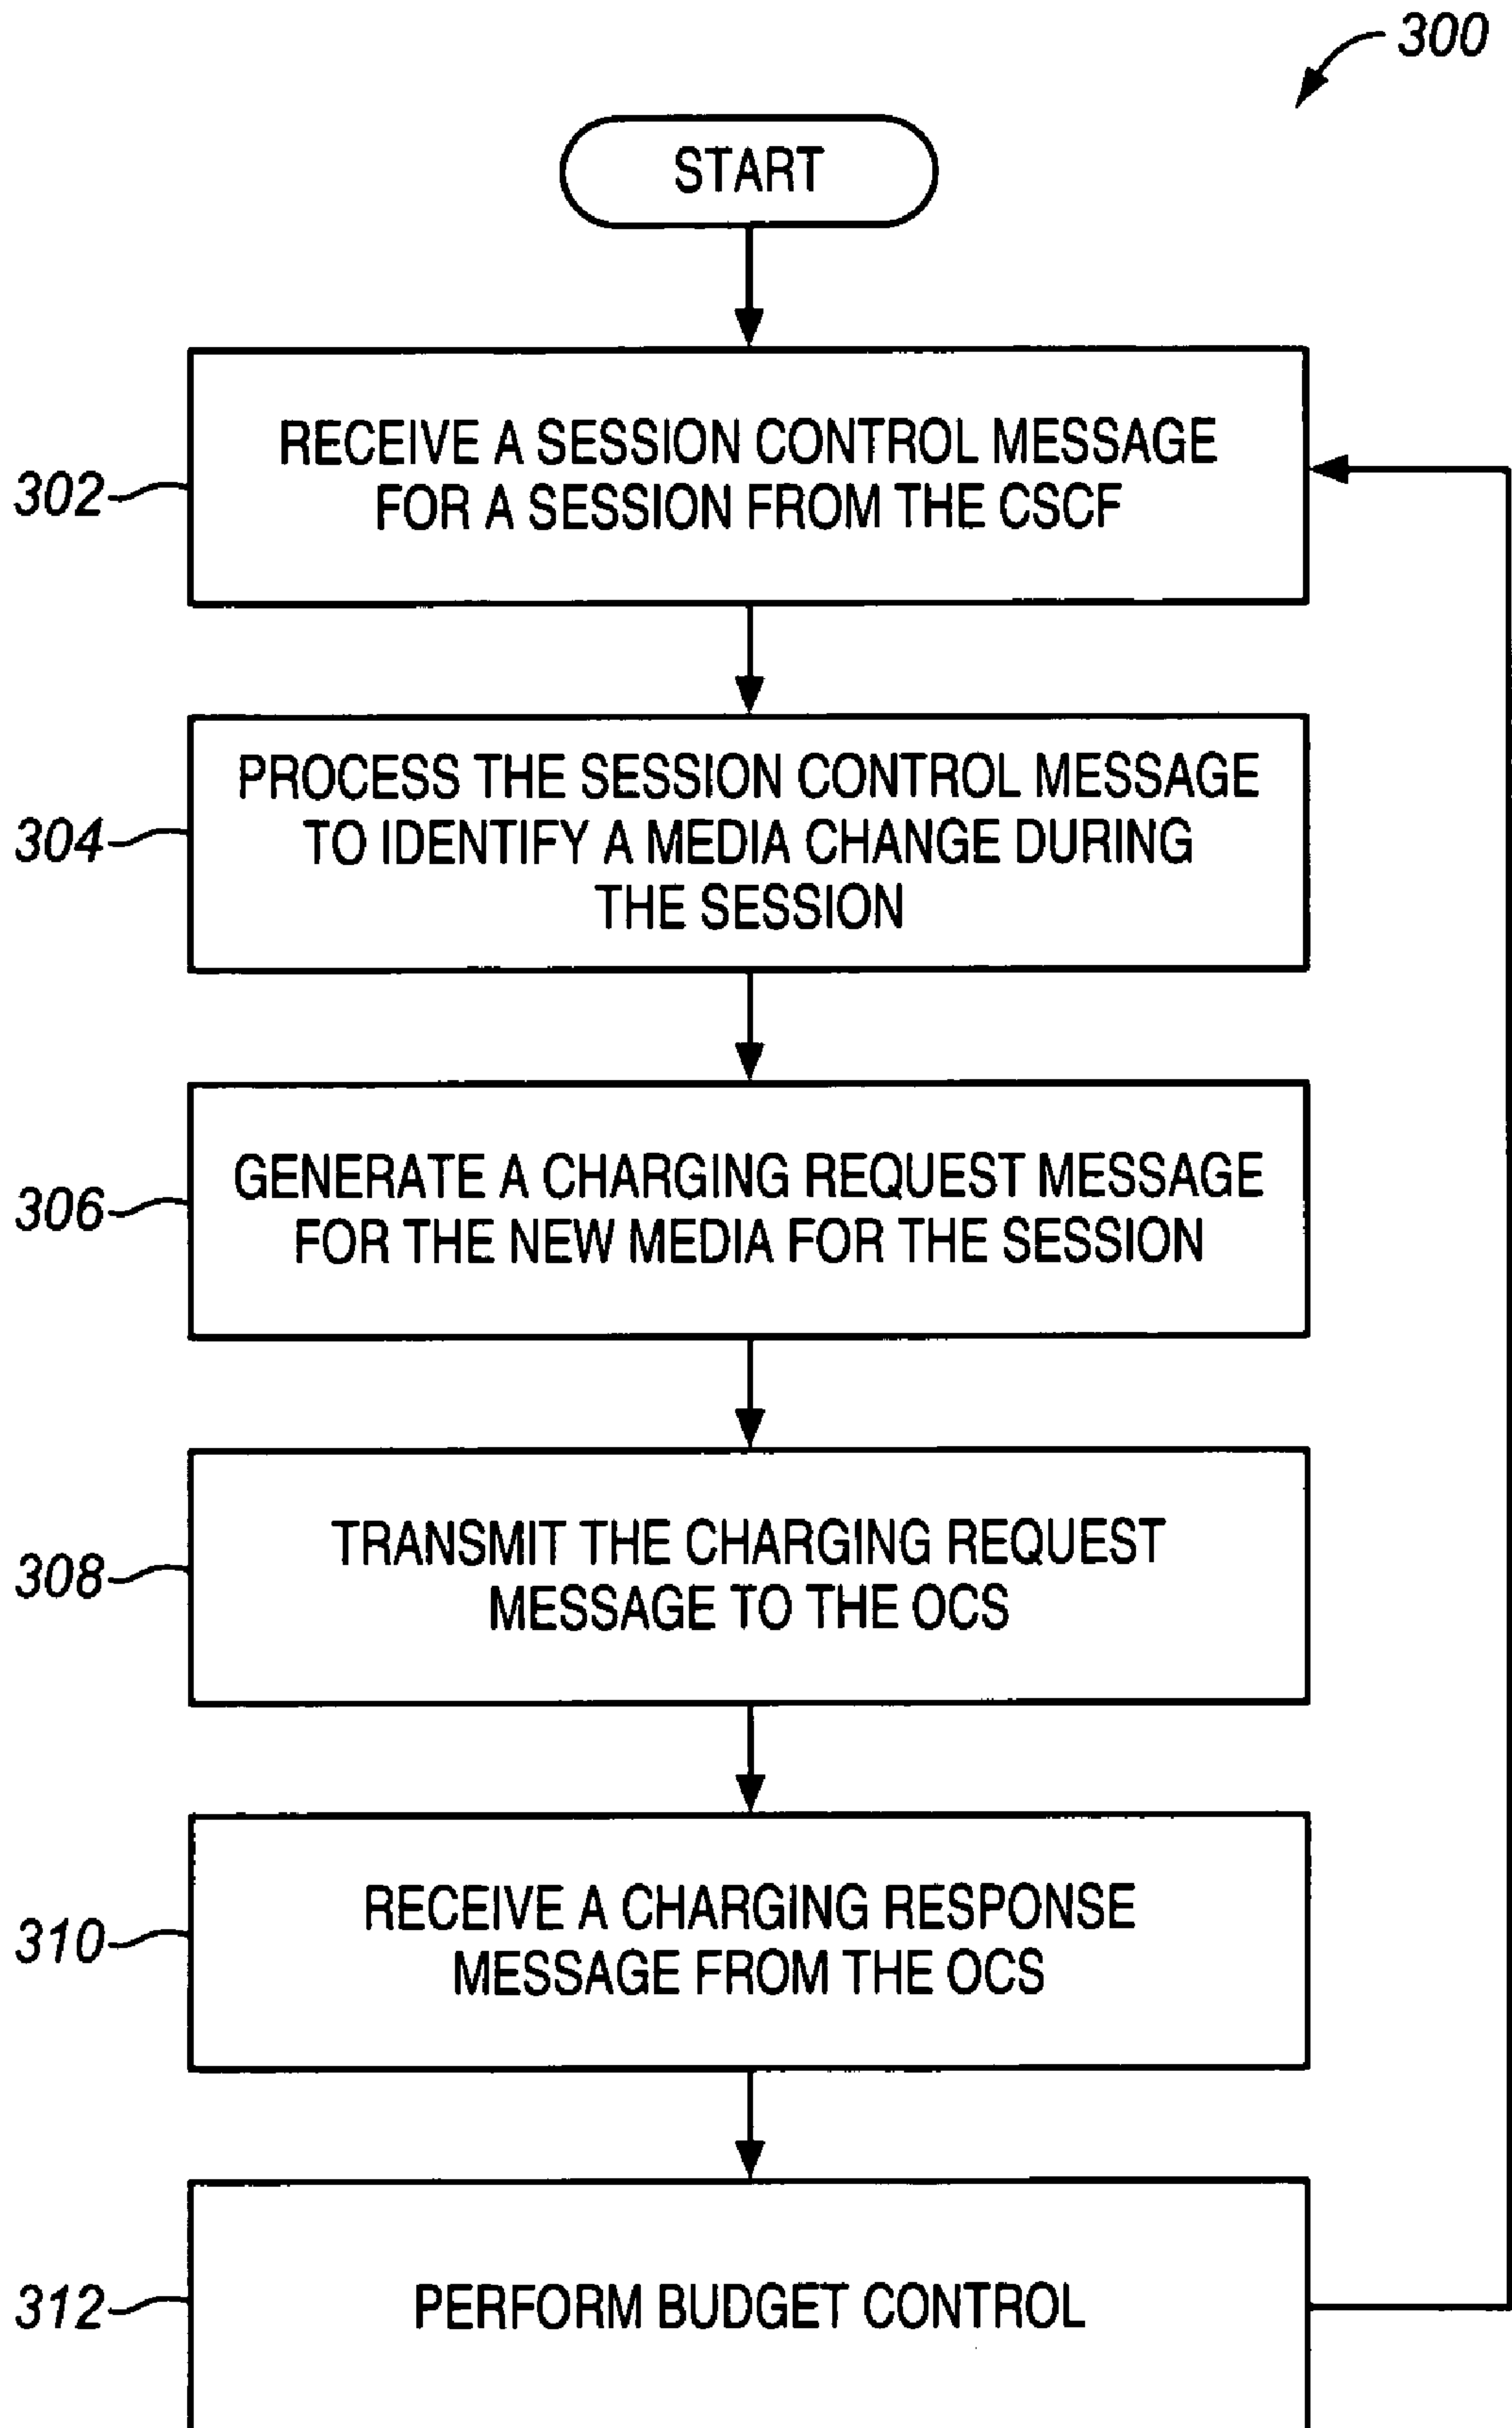 300
START
RECEIVE A SESSION CONTROL MESSAGE
FOR A SESSION FROM THE CSCF
302
PROCESS THE SESSION CONTROL MESSAGE
TO IDENTIFY A MEDIA CHANGE DURING
THE SESSION
304
GENERATE A CHARGING REQUEST MESSAGE
FOR THE NEW MEDIA FOR THE SESSION
306
TRANSMIT THE CHARGING REQUEST
MESSAGE TO THE OCS
308
RECEIVE A CHARGING RESPONSE
MESSAGE FROM THE OCS
310
PERFORM BUDGET CONTROL
312